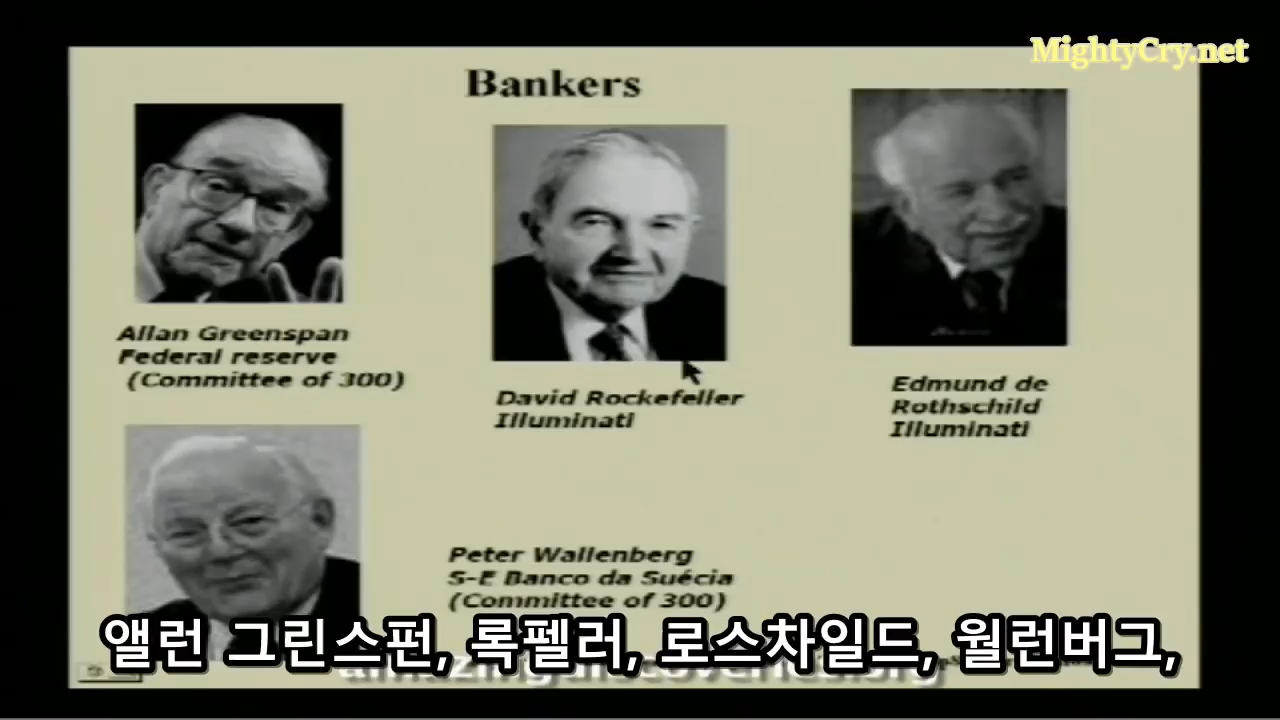 MightyCry.net
Bankers
Allan Greenspan
Federal reserve
(Committee of 300)
David Rockefeller
Illuminati
Edmund de
Rothschild
Illuminati
Peter Wallenberg
S-E Banco da Suécia
(Committee of 300)
앨런 그린스펀, 록펠러, 로스차일드, 월런버그,
amazingdiscoveries.org